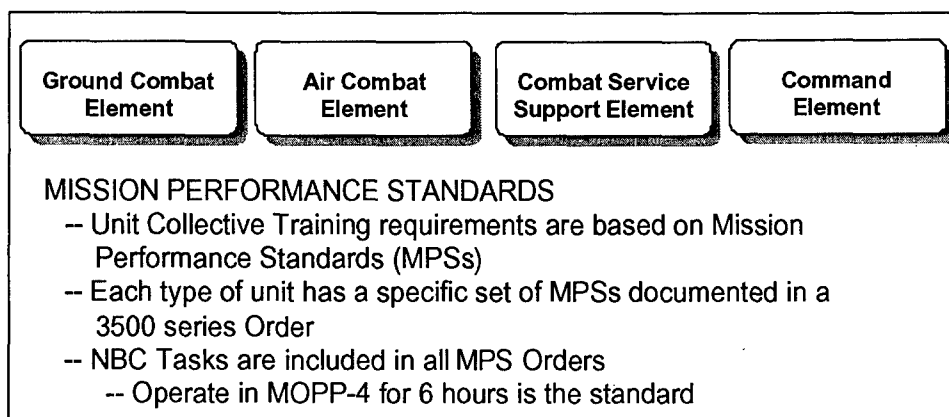 Ground Combat
Element
Air Combat
Element
Combat Service
Support Element
Command
Element
MISSION PERFORMANCE STANDARDS
-- Unit Collective Training requirements are based on Mission
Performance Standards (MPSs)
-- Each type of unit has a specific set of MPSs documented in a
3500 series Order
-- NBC Tasks are included in all MPS Orders
-- Operate in MOPP-4 for 6 hours is the standard